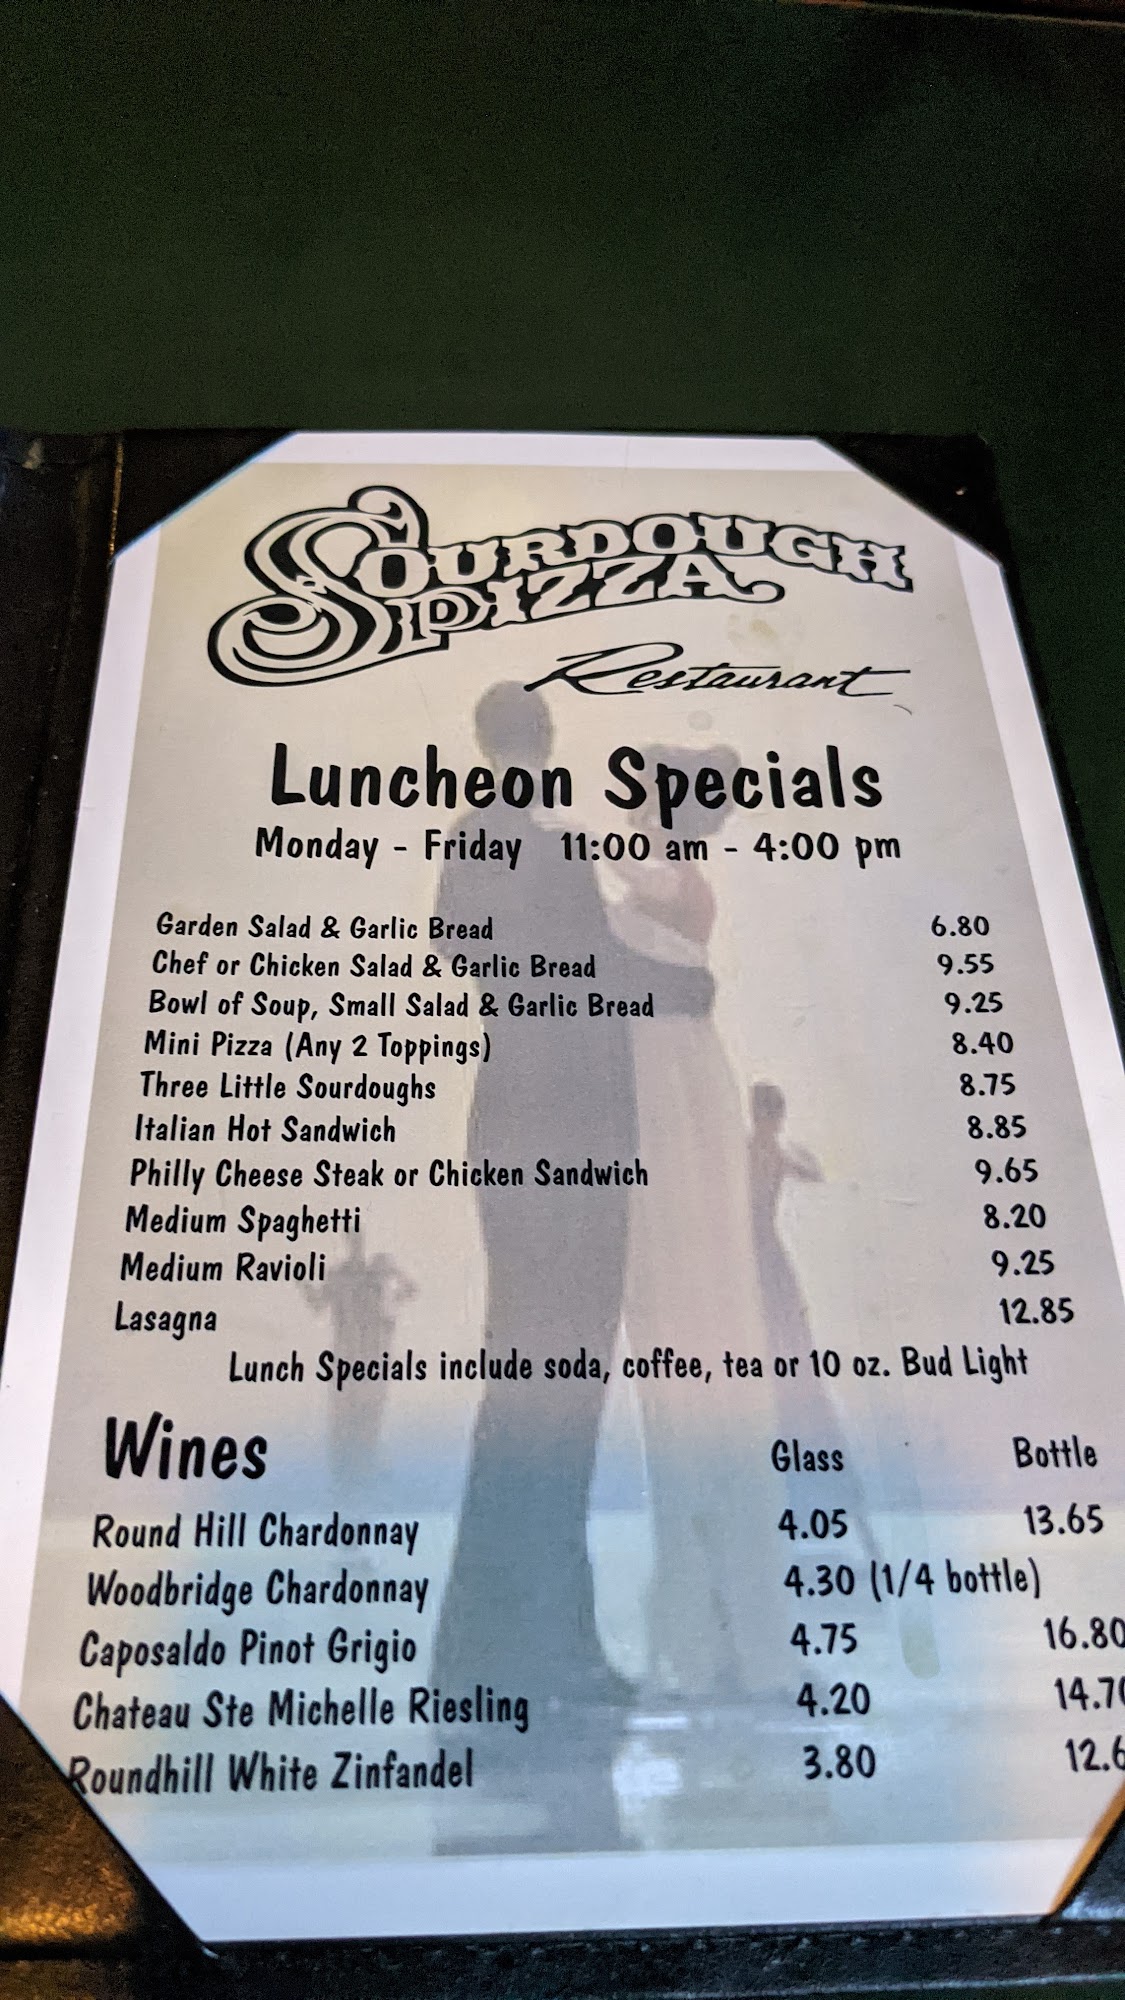 SOURDOUGH
PIZZA
Restaurant
Luncheon Specials
Monday - Friday 11:00 am - 4:00 pm
Garden Salad & Garlic Bread 6.80
Chef or Chicken Salad & Garlic Bread 9.55
Bowl of Soup, Small Salad & Garlic Bread 9.25
Mini Pizza (Any 2 Toppings) 8.40
Three Little Sourdoughs 8.75
Italian Hot Sandwich 8.85
Philly Cheese Steak or Chicken Sandwich 9.65
Medium Spaghetti 8.20
Medium Ravioli 9.25
Lasagna 12.85
Lunch Specials include soda, coffee, tea or 10 oz. Bud Light
Wines Glass Bottle
Round Hill Chardonnay 4.05 13.65
Woodbridge Chardonnay 4.30 (1/4 bottle)
Caposaldo Pinot Grigio 4.75 16.80
Chateau Ste Michelle Riesling 4.20 14.70
Roundhill White Zinfandel 3.80